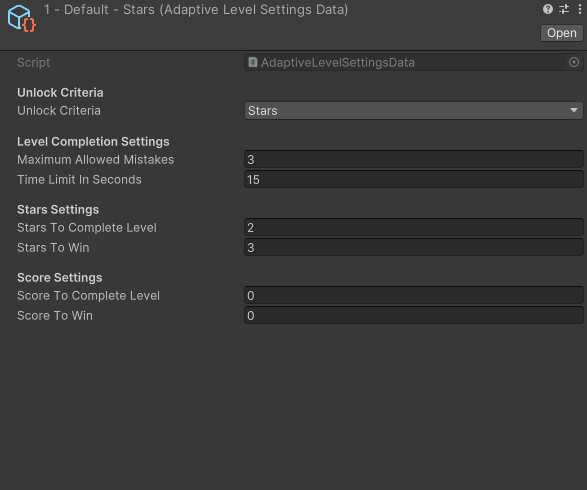 1 - Default - Stars (Adaptive Level Settings Data)
Open
Script AdaptiveLevelSettingsData
Unlock Criteria
Unlock Criteria Stars
Level Completion Settings
Maximum Allowed Mistakes 3
Time Limit In Seconds 15
Stars Settings
Stars To Complete Level 2
Stars To Win 3
Score Settings
Score To Complete Level 0
Score To Win 0